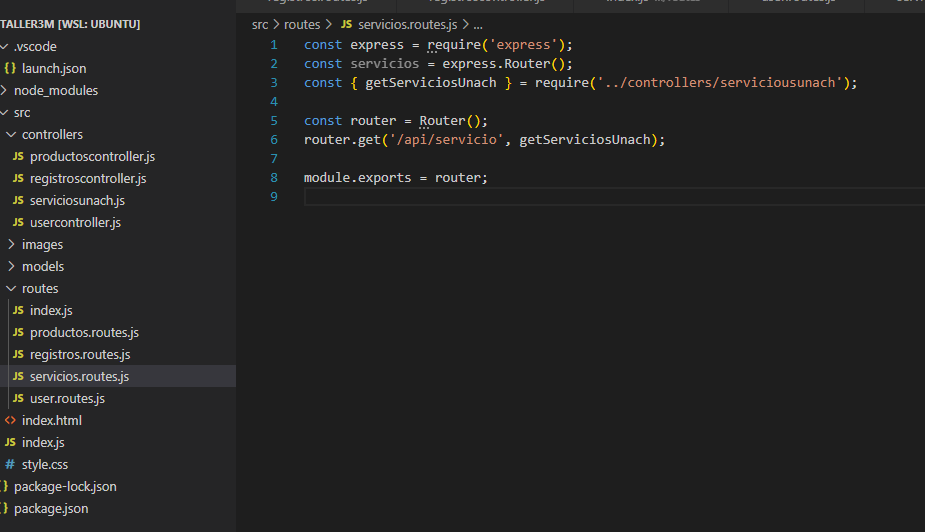 TALLER3M [WSL: UBUNTU]
.vscode
{} launch.json
node_modules
src
controllers
JS productoscontroller.js
JS registroscontroller.js
JS serviciosunach.js
JS usercontroller.js
images
models
routes
JS index.js
JS productos.routes.js
JS registros.routes.js
JS servicios.routes.js
JS user.routes.js
<> index.html
JS index.js
# style.css
{} package-lock.json
{} package.json
src > routes > JS servicios.routes.js > ...
1 const express = require('express');
2 const servicios = express.Router();
3 const { getServiciosUnach } = require('../controllers/serviciousunach');
4
5 const router = Router();
6 router.get('/api/servicio', getServiciosUnach);
7
8 module.exports = router;
9